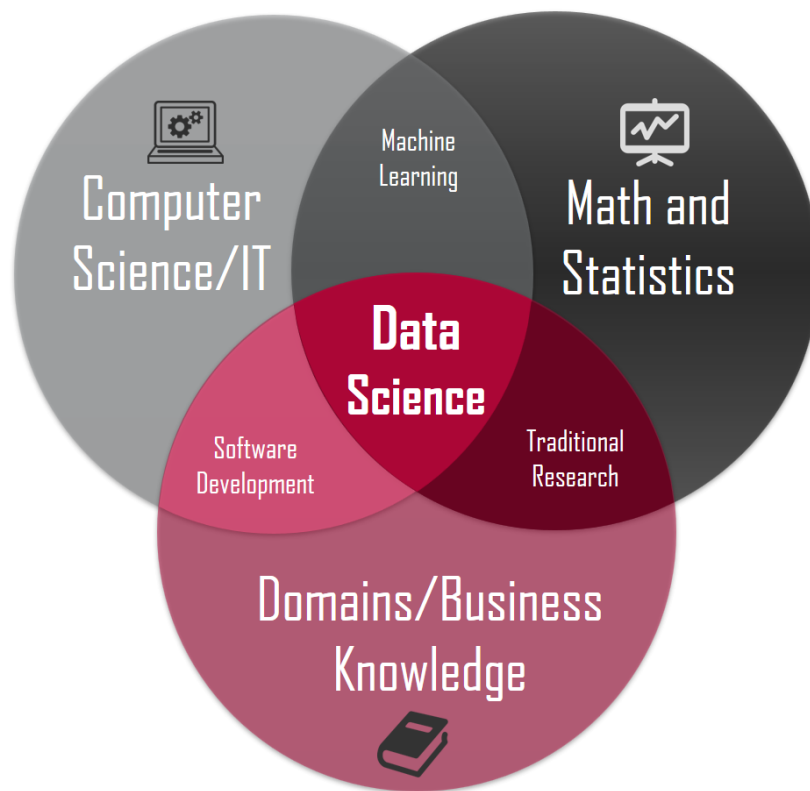 Machine
Learning
Computer
Science/IT
Math and
Statistics
Data
Science
Software
Development
Traditional
Research
Domains/Business
Knowledge